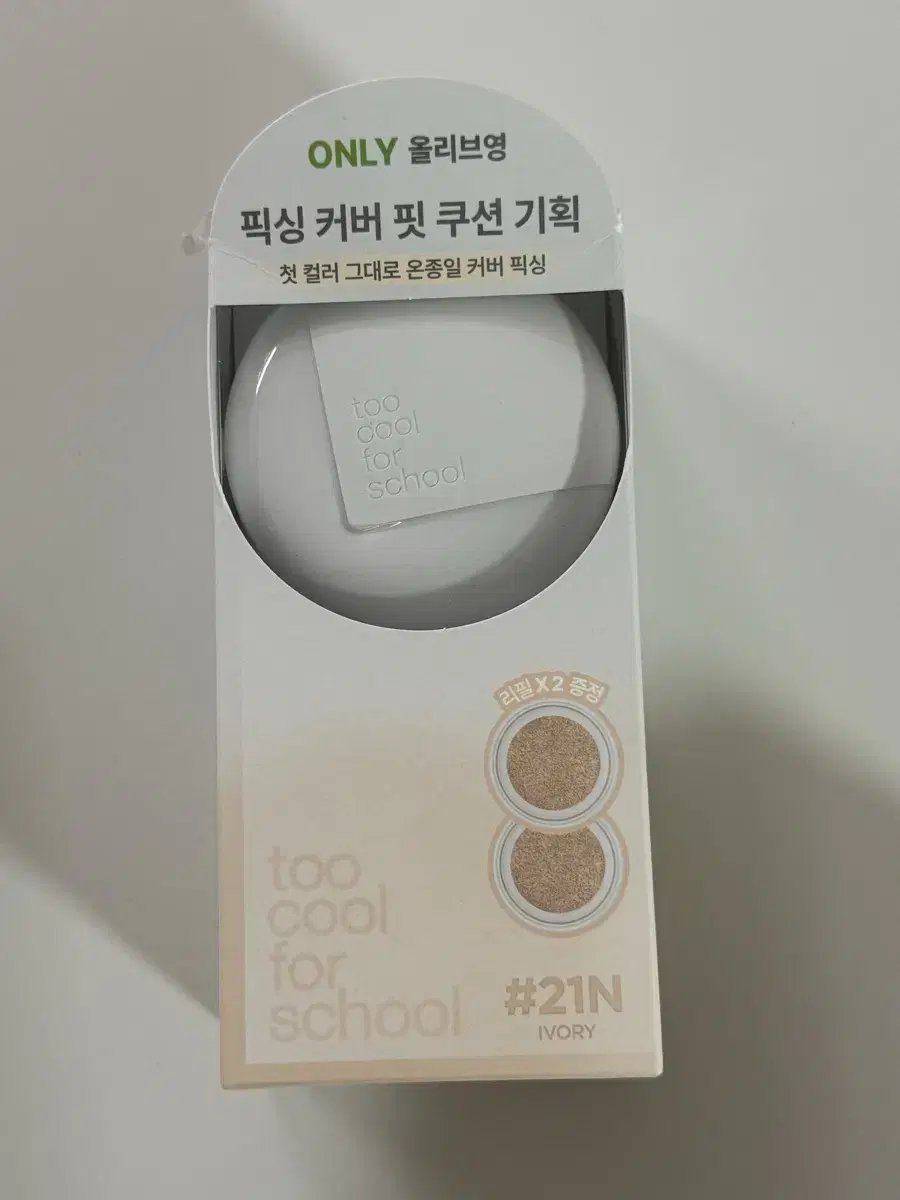 ONLY 올리브영
픽싱 커버 핏 쿠션 기획
첫 컬러 그대로 온종일 커버 픽싱
too
cool
for
school
리필 X2 증정
too
cool
for
school
#21N
IVORY